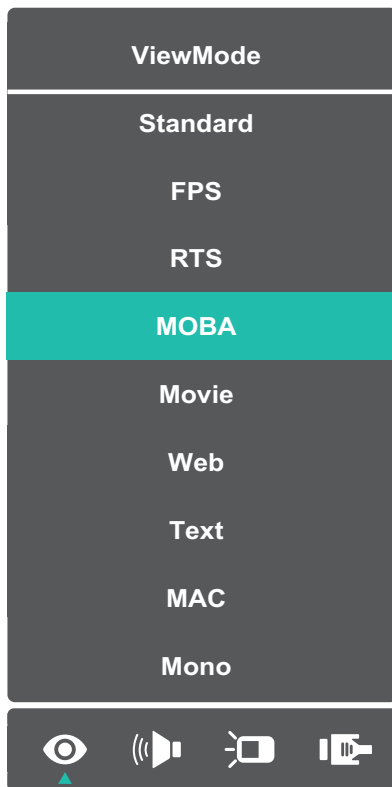 ViewMode
Standard
FPS
RTS
MOBA
Movie
Web
Text
MAC
Mono